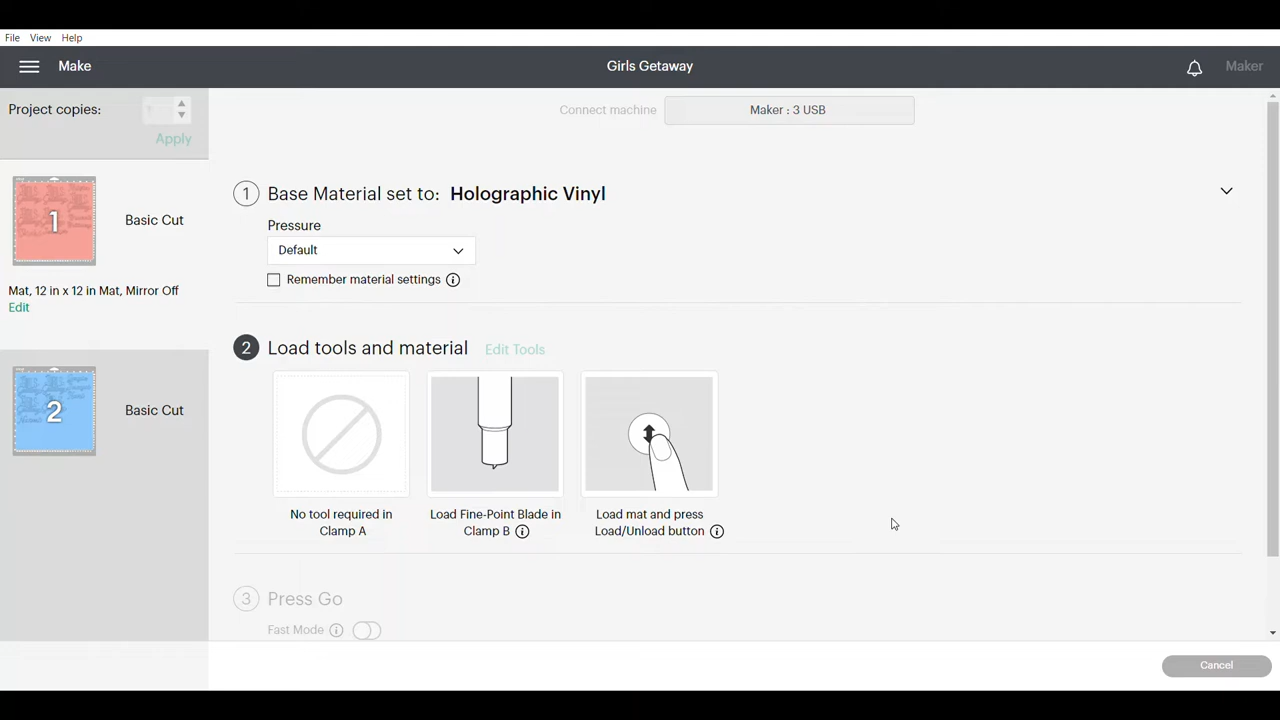 File View Help
Make
Girls Getaway
Maker
Project copies:
Apply
Connect machine
Maker : 3 USB
1
Basic Cut
Mat, 12 in x 12 in Mat, Mirror Off
Edit
2
Basic Cut
1 Base Material set to: Holographic Vinyl
Pressure
Default
Remember material settings
2 Load tools and material Edit Tools
No tool required in
Clamp A
Load Fine-Point Blade in
Clamp B
Load mat and press
Load/Unload button
3 Press Go
Fast Mode
Cancel